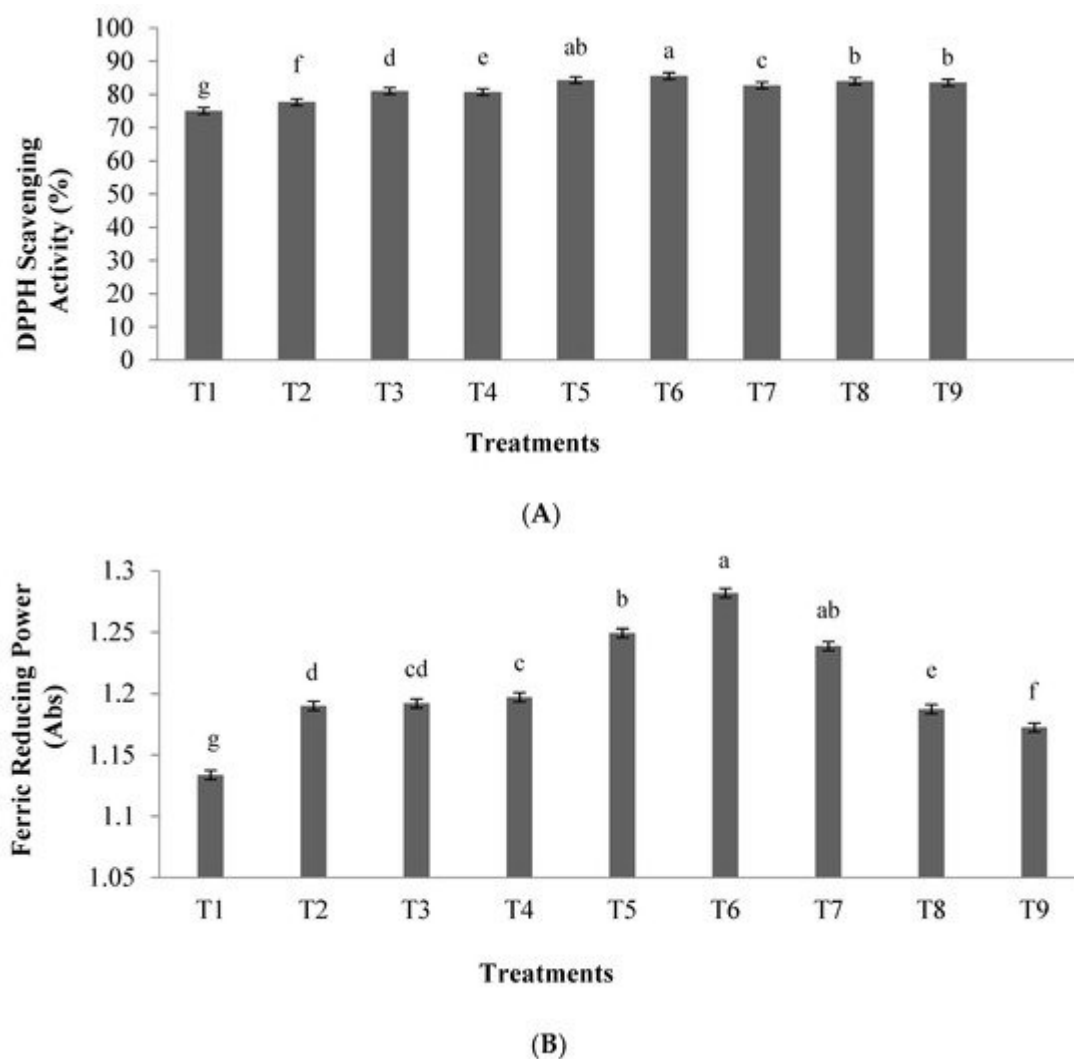 DPPH Scavenging
Activity (%)
100
90
80
70
60
50
40
30
20
10
0
g
f
d
e
ab
a
c
b
b
T1 T2 T3 T4 T5 T6 T7 T8 T9
Treatments
(A)
Ferric Reducing Power
(Abs)
1.3
1.25
1.2
1.15
1.1
1.05
g
d
cd
c
b
a
ab
e
f
T1 T2 T3 T4 T5 T6 T7 T8 T9
Treatments
(B)